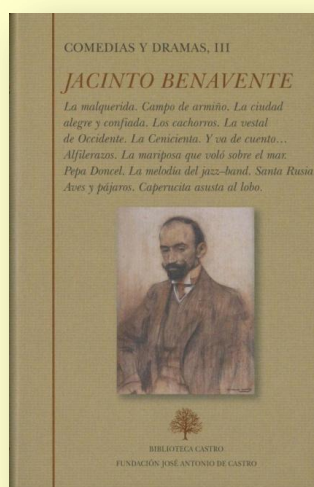 COMEDIAS Y DRAMAS, III
JACINTO BENAVENTE
La malquerida. Campo de armiño. La ciudad
alegre y confiada. Los cachorros. La vestal
de Occidente. La Cenicienta. Y va de cuento...
Alfilerazos. La mariposa que voló sobre el mar.
Pepa Doncel. La melodía del jazz-band. Santa Rusia
Aves y pájaros. Caperucita asusta al lobo.
BIBLIOTECA CASTRO
FUNDACIÓN JOSÉ ANTONIO DE CASTRO